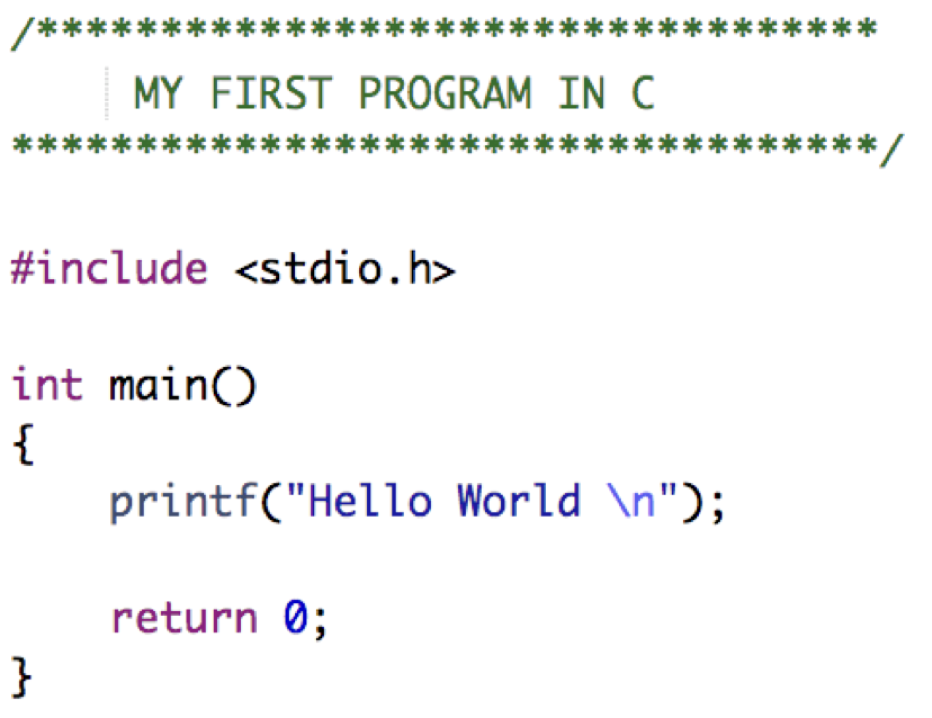 /**********************************
MY FIRST PROGRAM IN C
***********************************/
#include <stdio.h>
int main()
{
printf("Hello World \n");
return 0;
}